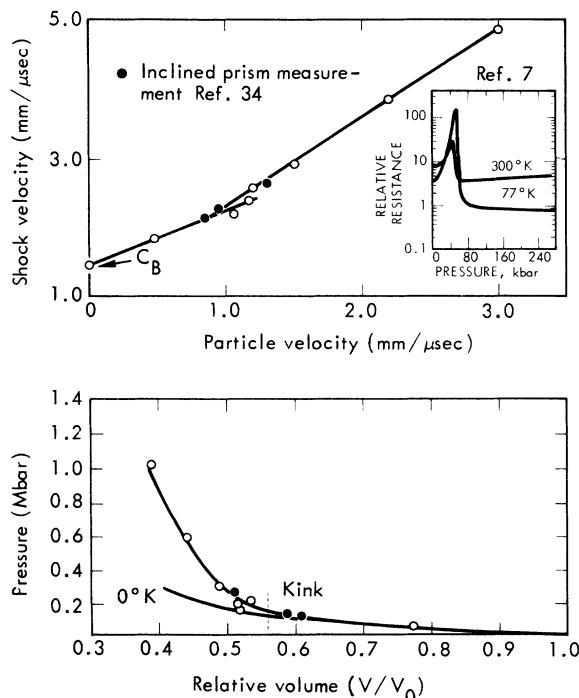 5.0
3.0
1.0
Shock velocity (mm/μsec)
● Inclined prism measure-
ment Ref. 34
C_B
0
1.0
2.0
3.0
Particle velocity (mm/μsec)
Ref. 7
100
10
1
0.1
RELATIVE
RESISTANCE
300°K
77°K
0
80
160
240
PRESSURE, kbar
1.4
1.2
1.0
0.8
0.6
0.4
0.2
Pressure (Mbar)
0°K
Kink
0.3
0.4
0.5
0.6
0.7
0.8
0.9
1.0
Relative volume (V/V₀)